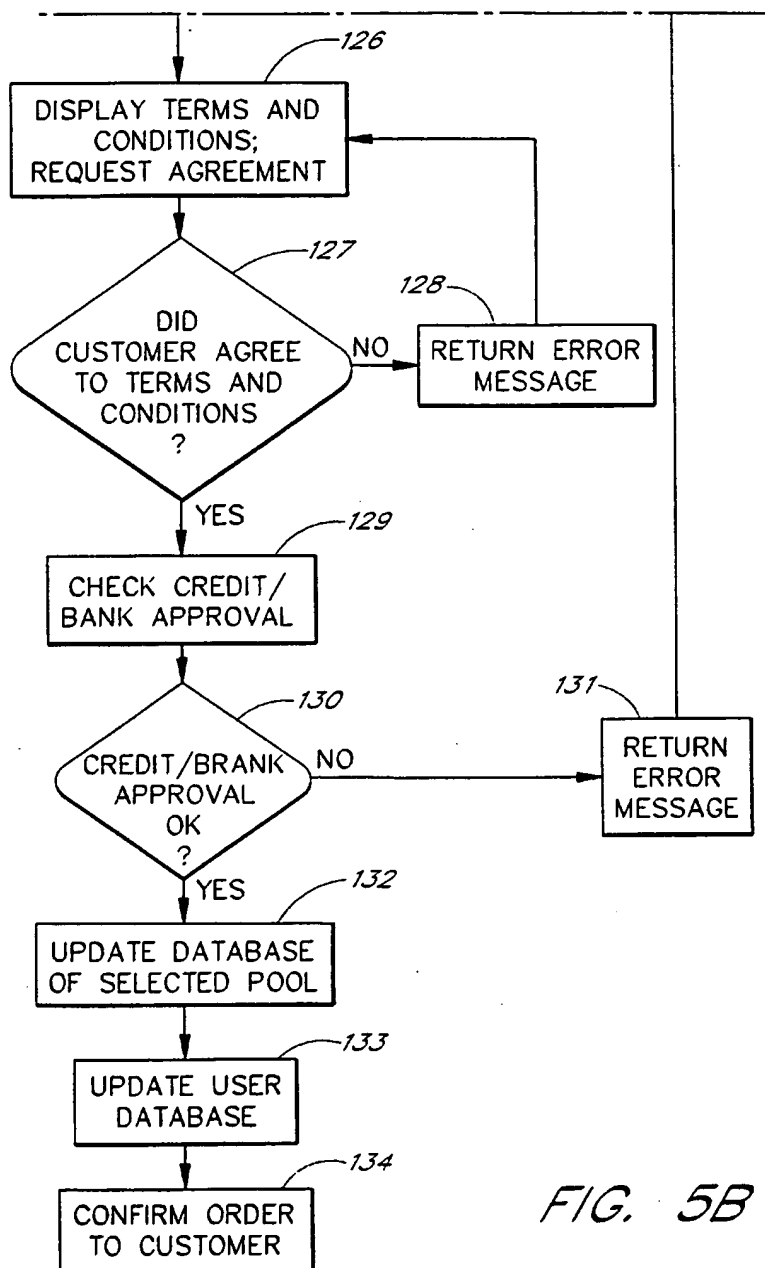 126
DISPLAY TERMS AND
CONDITIONS;
REQUEST AGREEMENT
127
DID
CUSTOMER AGREE
TO TERMS AND
CONDITIONS
?
NO
128
RETURN ERROR
MESSAGE
YES
129
CHECK CREDIT/
BANK APPROVAL
130
CREDIT/BRANK
APPROVAL
OK
?
NO
131
RETURN
ERROR
MESSAGE
YES
132
UPDATE DATABASE
OF SELECTED POOL
133
UPDATE USER
DATABASE
134
CONFIRM ORDER
TO CUSTOMER
FIG. 5B